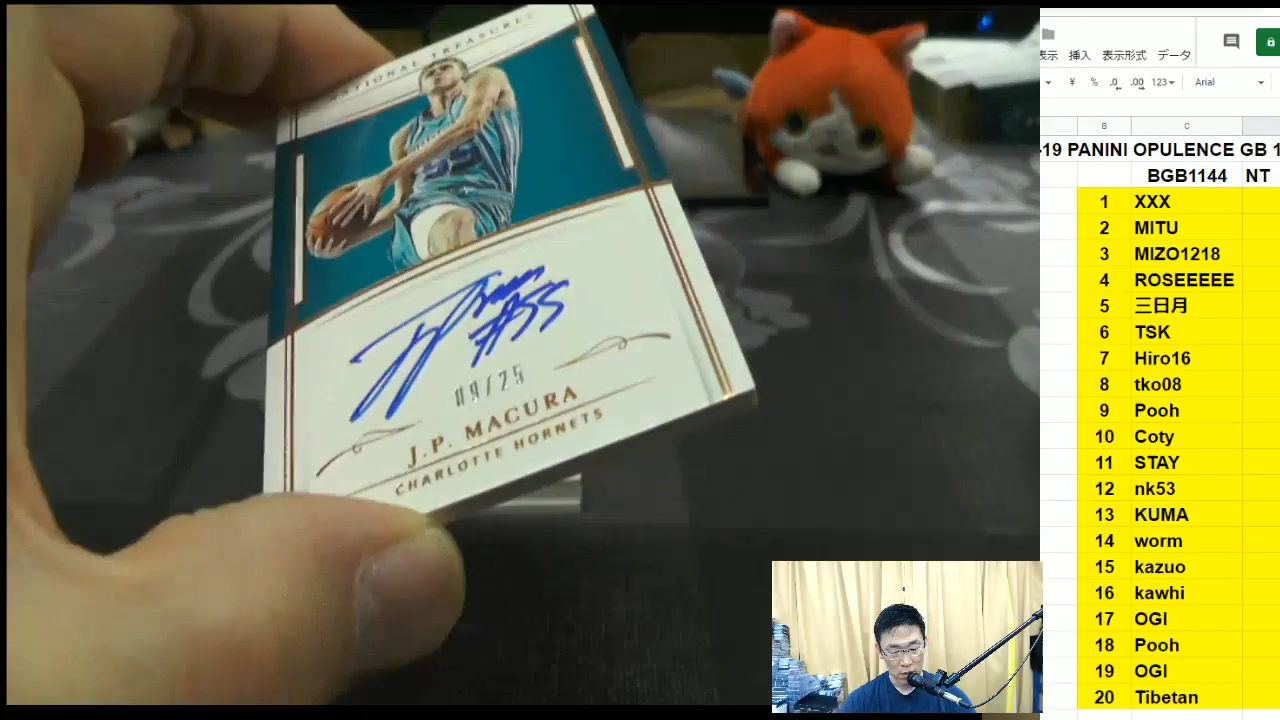 NATIONAL TREASURES
#55
09/25
J.P. MACURA
CHARLOTTE HORNETS
表示 挿入 表示形式 データ
¥ % .0 .00 123 Arial
B C
-19 PANINI OPULENCE GB 1
BGB1144 NT
1 XXX
2 MITU
3 MIZO1218
4 ROSEEEEE
5 三日月
6 TSK
7 Hiro16
8 tko08
9 Pooh
10 Coty
11 STAY
12 nk53
13 KUMA
14 worm
15 kazuo
16 kawhi
17 OGI
18 Pooh
19 OGI
20 Tibetan